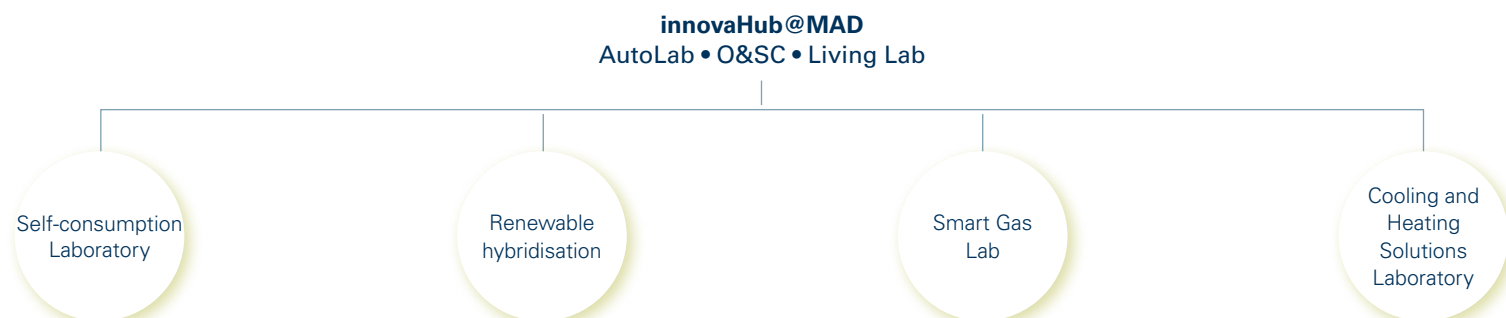 innovaHub@MAD
AutoLab • O&SC • Living Lab
Self-consumption
Laboratory
Renewable
hybridisation
Smart Gas
Lab
Cooling and
Heating
Solutions
Laboratory